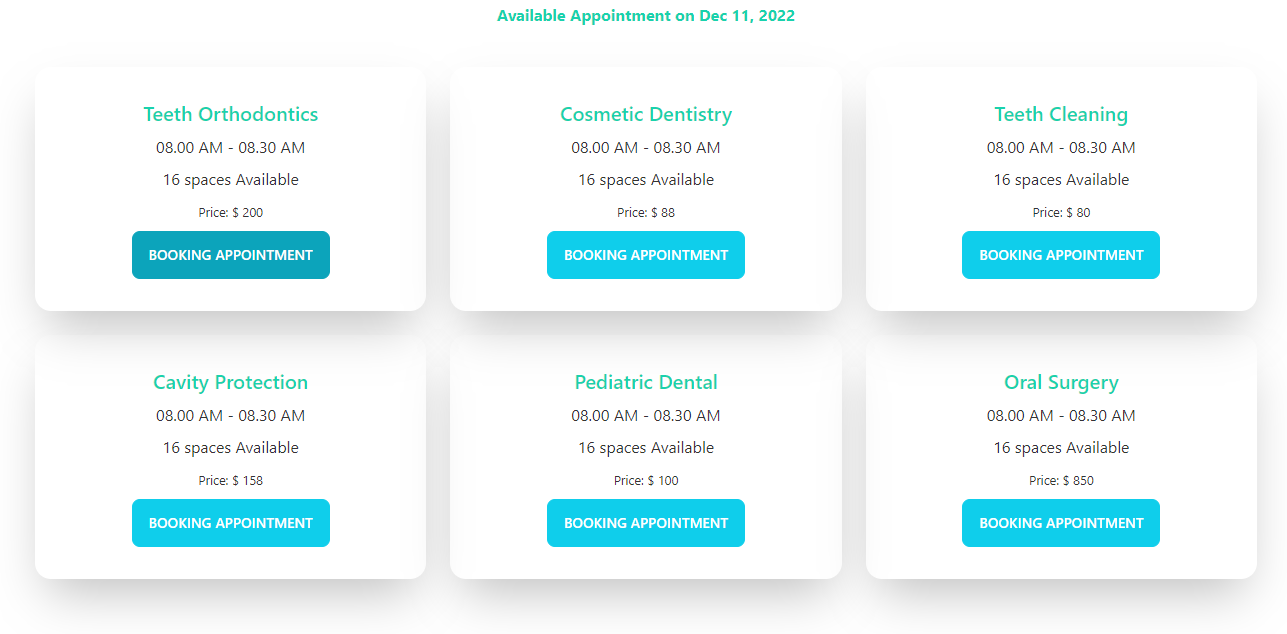 Available Appointment on Dec 11, 2022
Teeth Orthodontics
08.00 AM - 08.30 AM
16 spaces Available
Price: $ 200
BOOKING APPOINTMENT
Cosmetic Dentistry
08.00 AM - 08.30 AM
16 spaces Available
Price: $ 88
BOOKING APPOINTMENT
Teeth Cleaning
08.00 AM - 08.30 AM
16 spaces Available
Price: $ 80
BOOKING APPOINTMENT
Cavity Protection
08.00 AM - 08.30 AM
16 spaces Available
Price: $ 158
BOOKING APPOINTMENT
Pediatric Dental
08.00 AM - 08.30 AM
16 spaces Available
Price: $ 100
BOOKING APPOINTMENT
Oral Surgery
08.00 AM - 08.30 AM
16 spaces Available
Price: $ 850
BOOKING APPOINTMENT